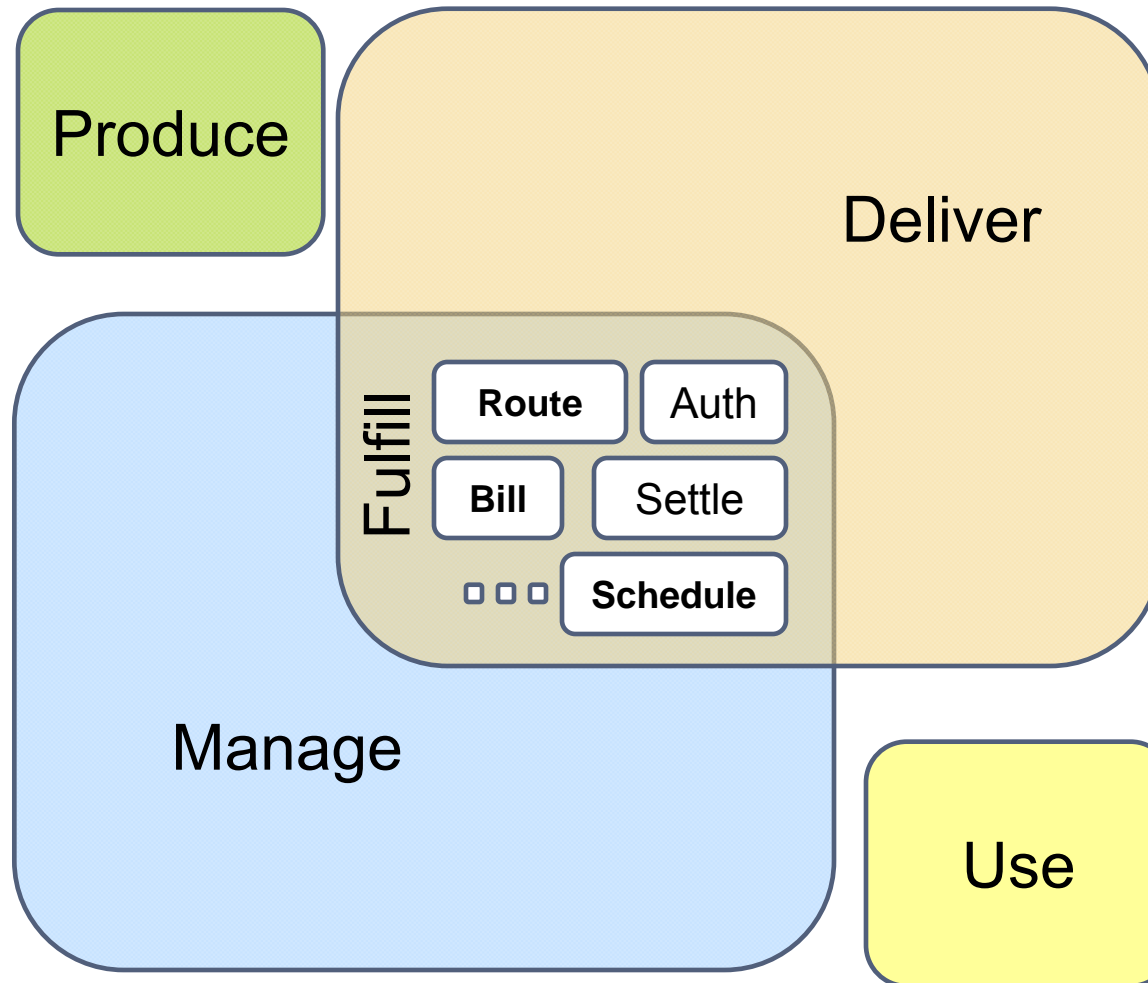 Produce
Deliver
Fulfill
Route
Auth
Bill
Settle
Schedule
Manage
Use